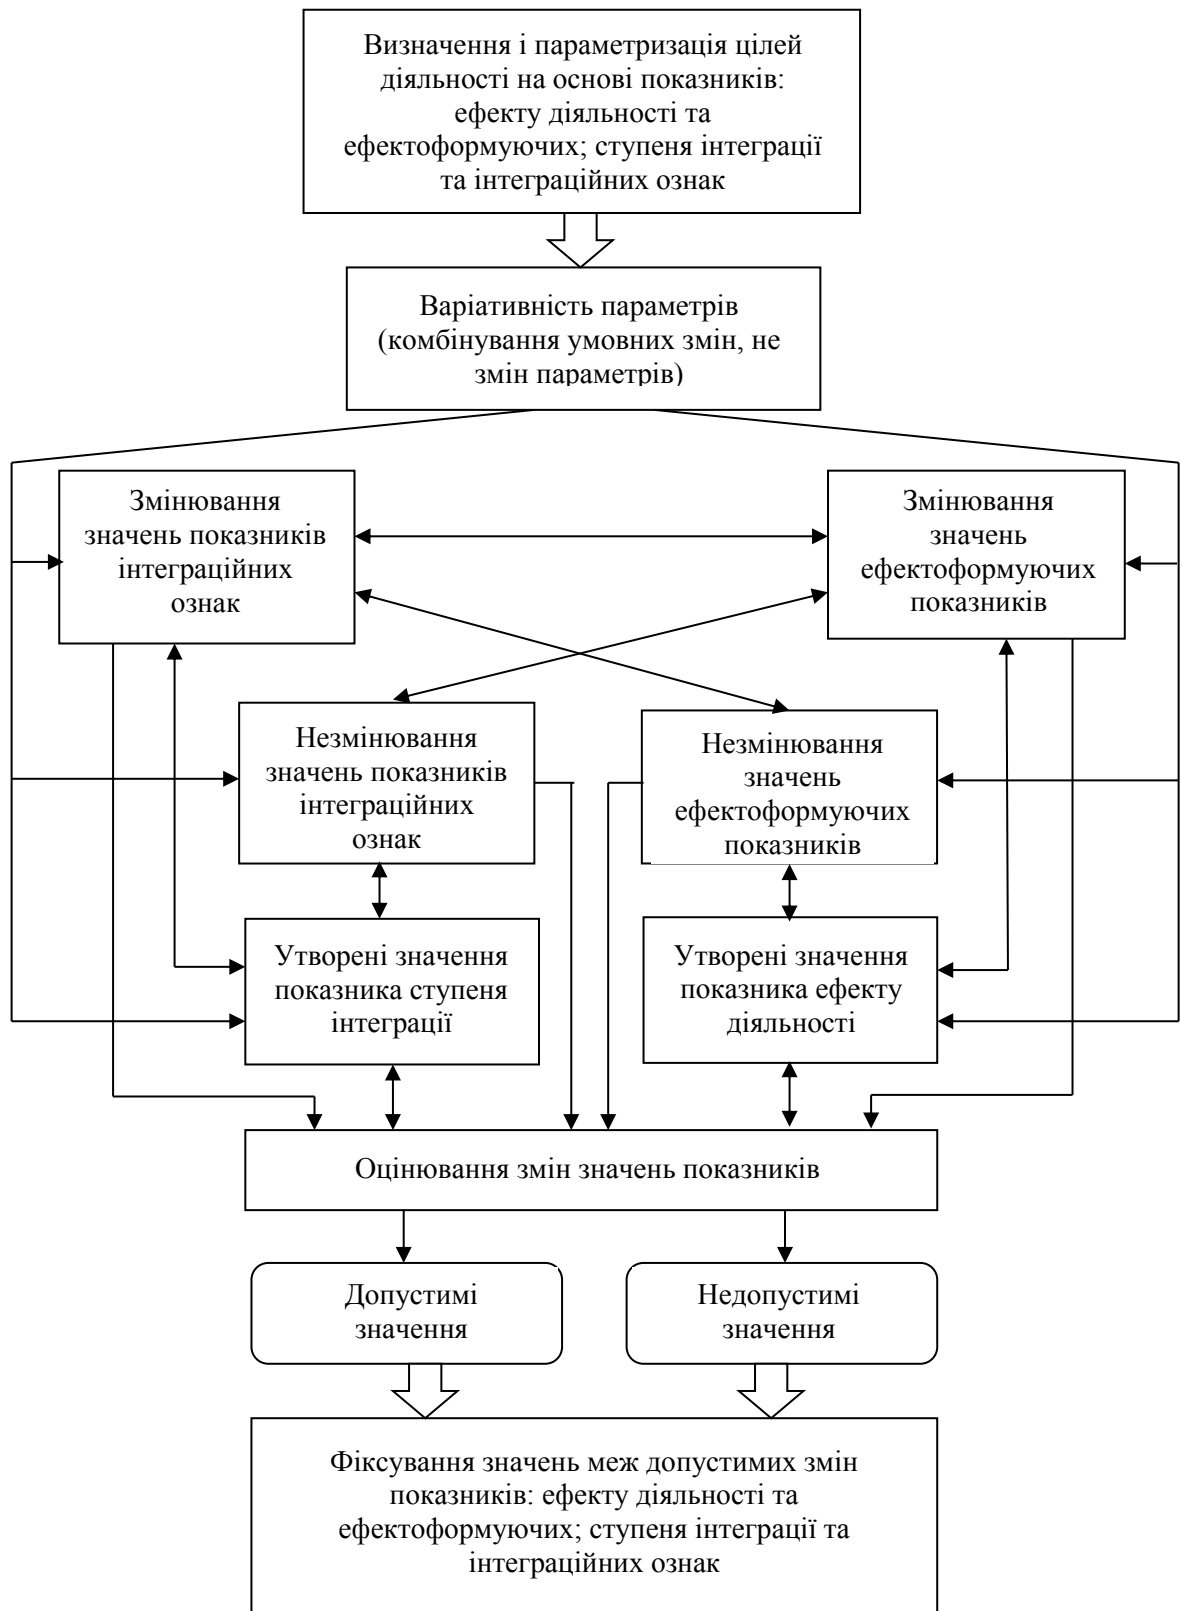 Визначення і параметризація цілей
діяльності на основі показників:
ефекту діяльності та
ефектоформуючих; ступеня інтеграції
та інтеграційних ознак
Варіативність параметрів
(комбінування умовних змін, не
змін параметрів)
Змінювання
значень показників
інтеграційних
ознак
Змінювання
значень
ефектоформуючих
показників
Незмінювання
значень показників
інтеграційних
ознак
Незмінювання
значень
ефектоформуючих
показників
Утворені значення
показника ступеня
інтеграції
Утворені значення
показника ефекту
діяльності
Оцінювання змін значень показників
Допустимі
значення
Недопустимі
значення
Фіксування значень меж допустимих змін
показників: ефекту діяльності та
ефектоформуючих; ступеня інтеграції та
інтеграційних ознак